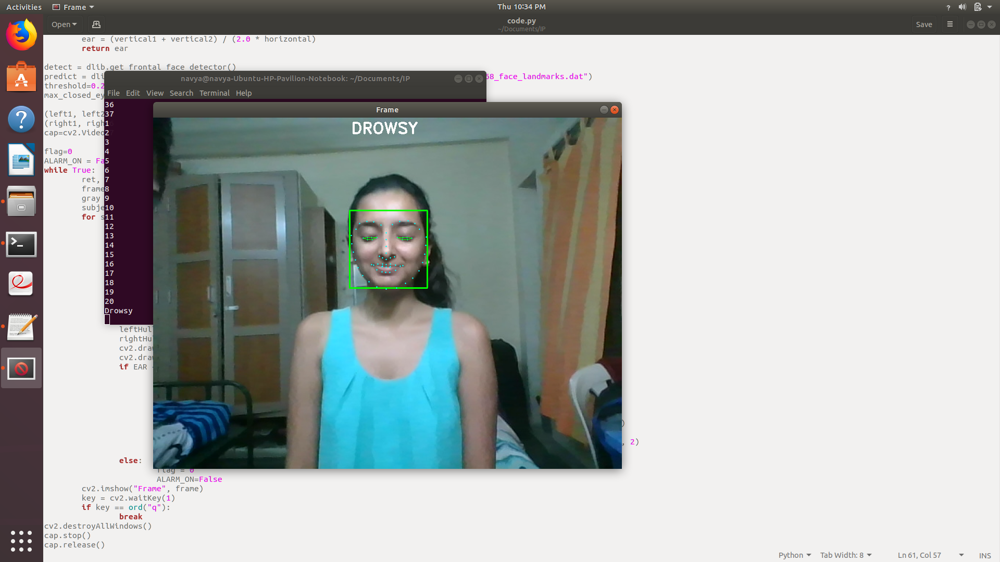 Activities Frame Thu 10:34 PM ?
Open code.py Save
~/Documents/IP
ear = (vertical1 + vertical2) / (2.0 * horizontal)
return ear
detect = dlib.get_frontal_face_detector()
predict = dli 68_face_landmarks.dat")
threshold=0.2
max_closed_ey
(left1, left2
(right1, righ
cap=cv2.Video
flag=0
ALARM_ON = Fa
while True:
ret,
frame
gray
subje
for s
leftHul
rightHu
cv2.draw
cv2.draw
if EAR
)
, 2)
else:
flag = 0
ALARM_ON=False
cv2.imshow("Frame", frame)
key = cv2.waitKey(1)
if key == ord("q"):
break
cv2.destroyAllWindows()
cap.stop()
cap.release()
navya@navya-Ubuntu-HP-Pavilion-Notebook: ~/Documents/IP
File Edit View Search Terminal Help
36
37
1
2
3
4
5
6
7
8
9
10
11
12
13
14
15
16
17
18
19
20
Drowsy
Frame
DROWSY
Python Tab Width: 8 Ln 61, Col 57 INS